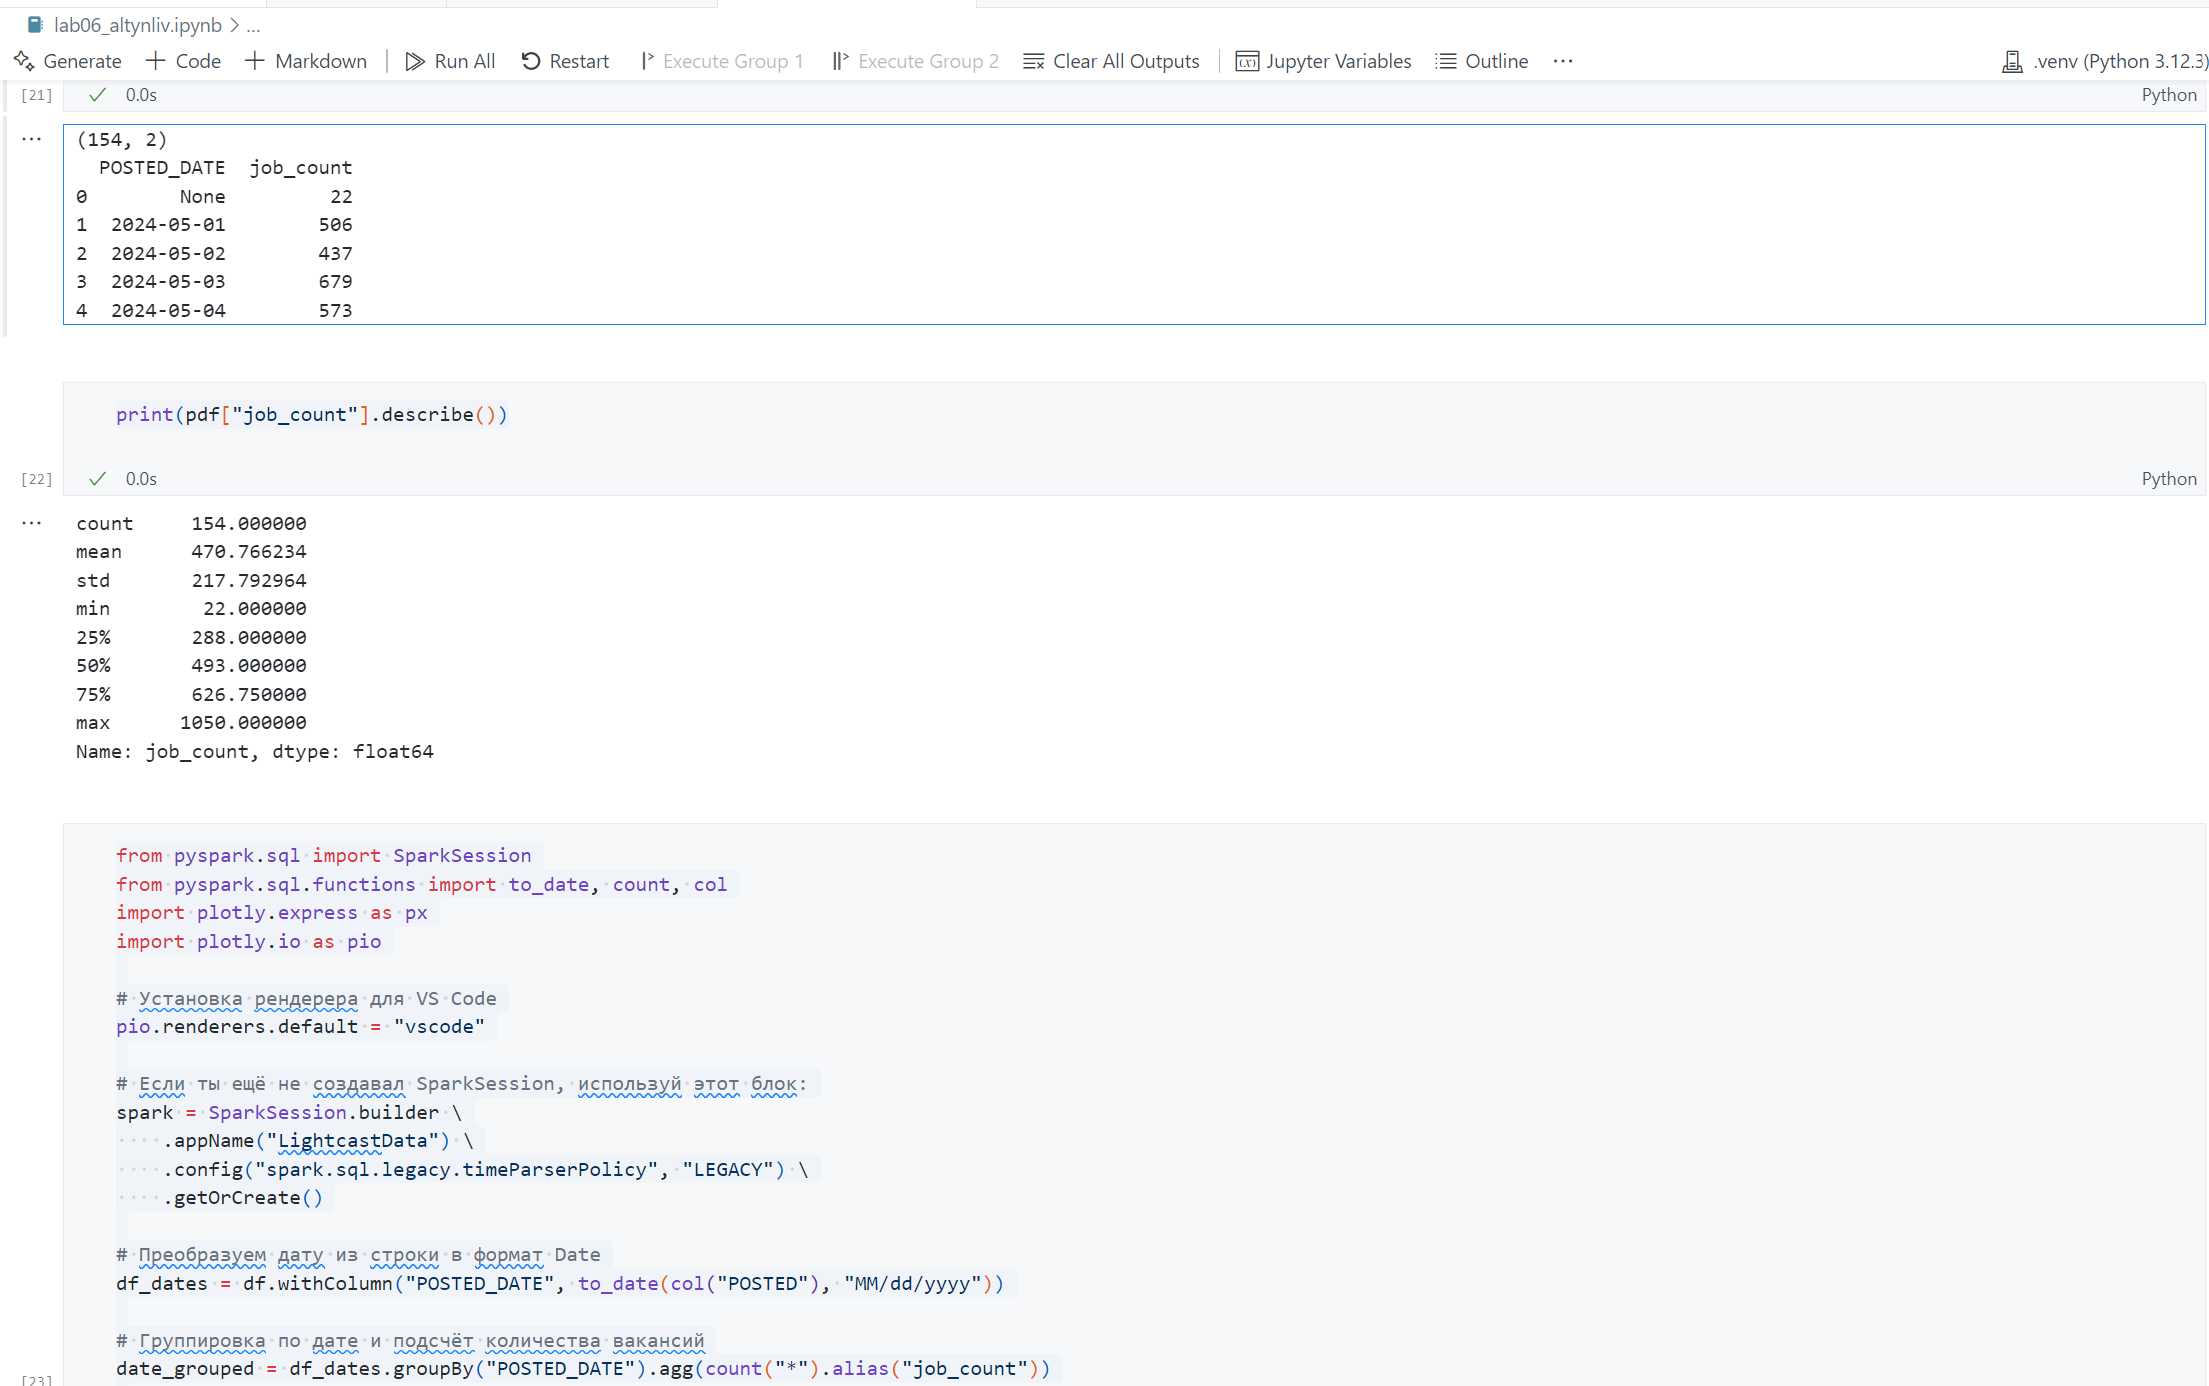 lab06_altynliv.ipynb > ...
Generate + Code + Markdown | Run All Restart Execute Group 1 Execute Group 2 Clear All Outputs | Jupyter Variables Outline ... .venv (Python 3.12.3)
[21] ✓ 0.0s Python
... (154, 2)
POSTED_DATE job_count
0 None 22
1 2024-05-01 506
2 2024-05-02 437
3 2024-05-03 679
4 2024-05-04 573
print(pdf["job_count"].describe())
[22] ✓ 0.0s Python
... count 154.000000
mean 470.766234
std 217.792964
min 22.000000
25% 288.000000
50% 493.000000
75% 626.750000
max 1050.000000
Name: job_count, dtype: float64
from pyspark.sql import SparkSession
from pyspark.sql.functions import to_date, count, col
import plotly.express as px
import plotly.io as pio
# Установка рендерера для VS Code
pio.renderers.default = "vscode"
# Если ты ещё не создавал SparkSession, используй этот блок:
spark = SparkSession.builder \
.appName("LightcastData") \
.config("spark.sql.legacy.timeParserPolicy", "LEGACY") \
.getOrCreate()
# Преобразуем дату из строки в формат Date
df_dates = df.withColumn("POSTED_DATE", to_date(col("POSTED"), "MM/dd/yyyy"))
# Группировка по дате и подсчёт количества вакансий
date_grouped = df_dates.groupBy("POSTED_DATE").agg(count("*").alias("job_count"))
[23]